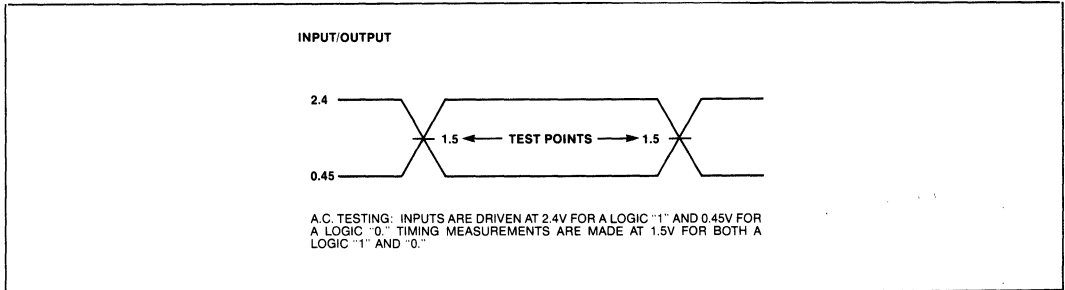 INPUT/OUTPUT
2.4
1.5 TEST POINTS 1.5
0.45
A.C. TESTING: INPUTS ARE DRIVEN AT 2.4V FOR A LOGIC "1" AND 0.45V FOR
A LOGIC "0." TIMING MEASUREMENTS ARE MADE AT 1.5V FOR BOTH A
LOGIC "1" AND "0."